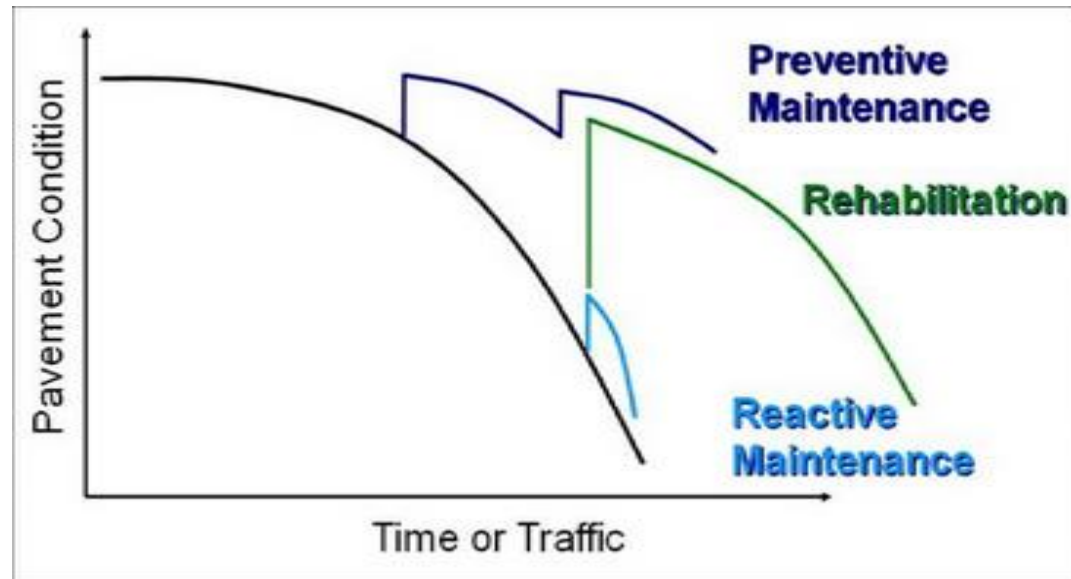 Preventive
Maintenance
Rehabilitation
Reactive
Maintenance
Pavement Condition
Time or Traffic